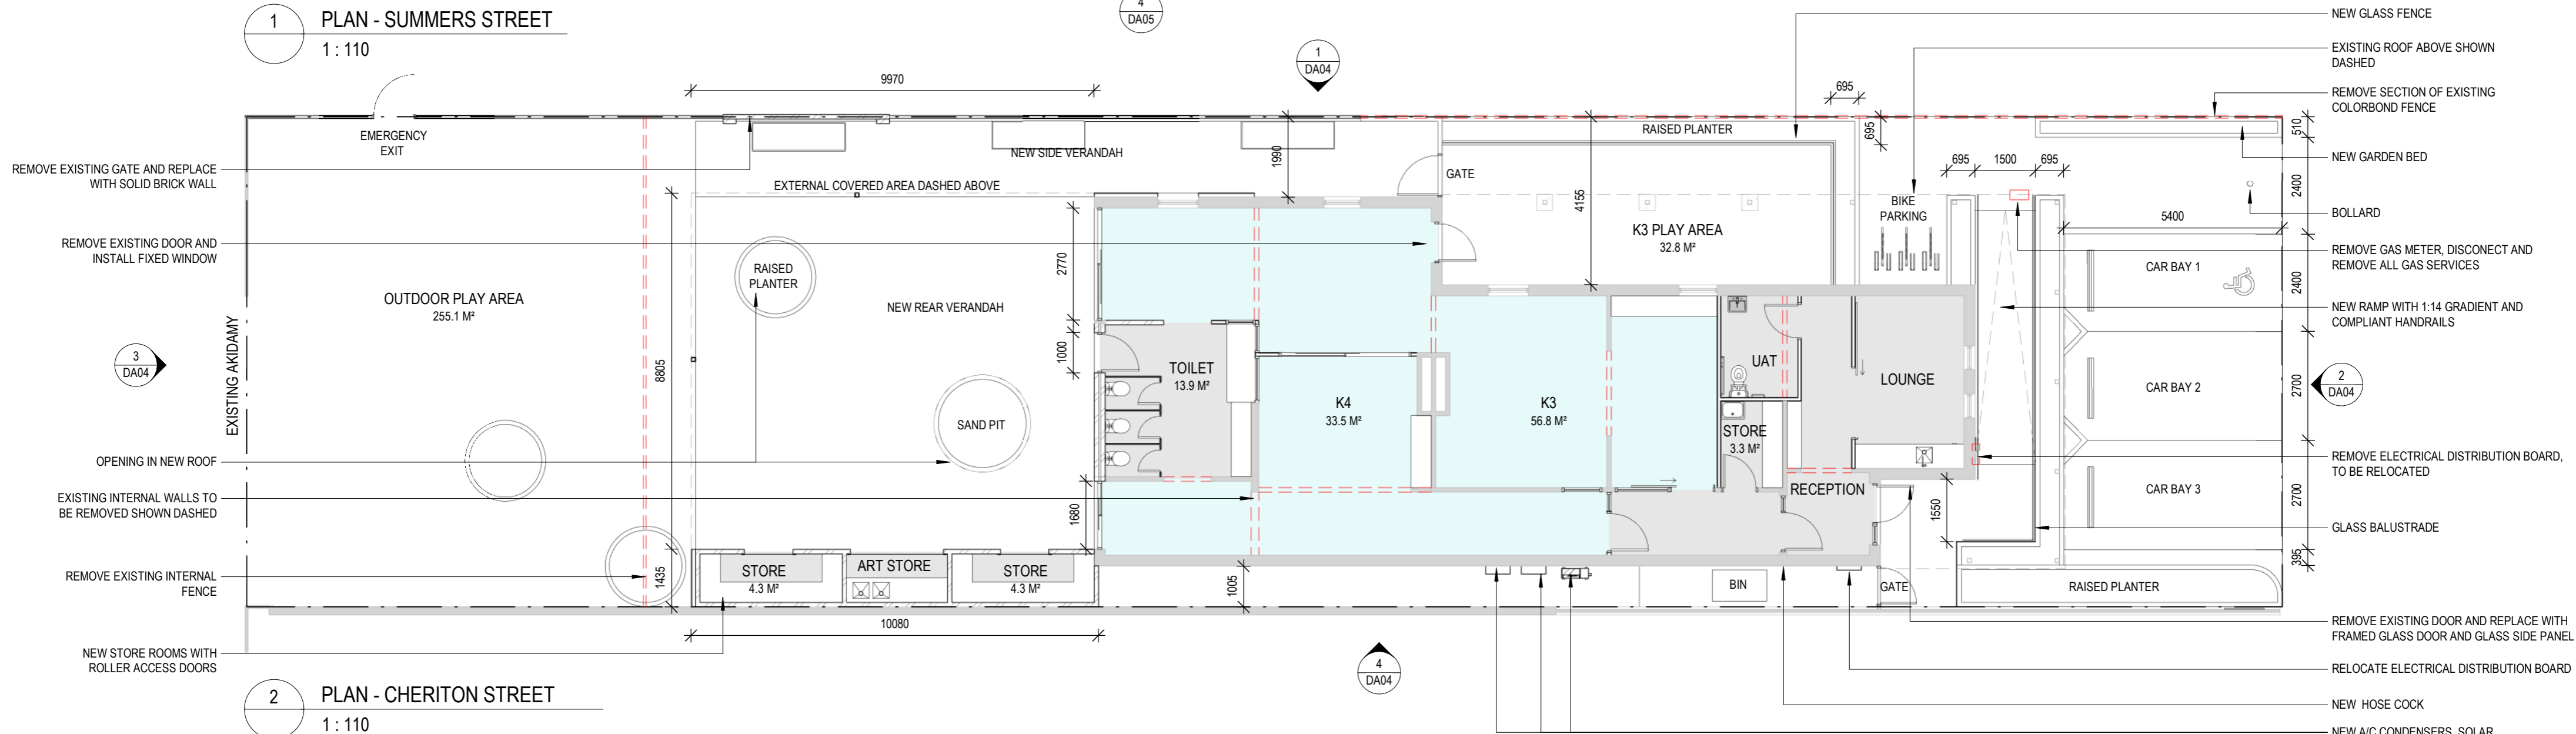 1
PLAN - SUMMERS STREET
1 : 110
4
DA05
NEW GLASS FENCE
EXISTING ROOF ABOVE SHOWN
DASHED
REMOVE SECTION OF EXISTING
COLORBOND FENCE
NEW GARDEN BED
BOLLARD
REMOVE GAS METER, DISCONECT AND
REMOVE ALL GAS SERVICES
NEW RAMP WITH 1:14 GRADIENT AND
COMPLIANT HANDRAILS
REMOVE ELECTRICAL DISTRIBUTION BOARD,
TO BE RELOCATED
GLASS BALUSTRADE
REMOVE EXISTING DOOR AND REPLACE WITH
FRAMED GLASS DOOR AND GLASS SIDE PANEL
RELOCATE ELECTRICAL DISTRIBUTION BOARD
NEW HOSE COCK
NEW A/C CONDENSERS, SOLAR
1
DA04
9970
695
EMERGENCY
EXIT
REMOVE EXISTING GATE AND REPLACE
WITH SOLID BRICK WALL
REMOVE EXISTING DOOR AND
INSTALL FIXED WINDOW
OPENING IN NEW ROOF
EXISTING INTERNAL WALLS TO
BE REMOVED SHOWN DASHED
REMOVE EXISTING INTERNAL
FENCE
NEW STORE ROOMS WITH
ROLLER ACCESS DOORS
3
DA04
EXISTING AKIDAMY
OUTDOOR PLAY AREA
255.1 M²
NEW SIDE VERANDAH
EXTERNAL COVERED AREA DASHED ABOVE
RAISED
PLANTER
NEW REAR VERANDAH
SAND PIT
8805
1435
2770
1000
1680
1990
4155
1005
10080
STORE
4.3 M²
ART STORE
STORE
4.3 M²
TOILET
13.9 M²
K4
33.5 M²
K3
56.8 M²
GATE
RAISED PLANTER
K3 PLAY AREA
32.8 M²
695
BIKE
PARKING
695
1500
695
UAT
LOUNGE
STORE
3.3 M²
RECEPTION
1550
BIN
GATE
RAISED PLANTER
C
5400
CAR BAY 1
CAR BAY 2
CAR BAY 3
510
2400
2400
2700
2700
395
2
DA04
4
DA04
2
PLAN - CHERITON STREET
1 : 110